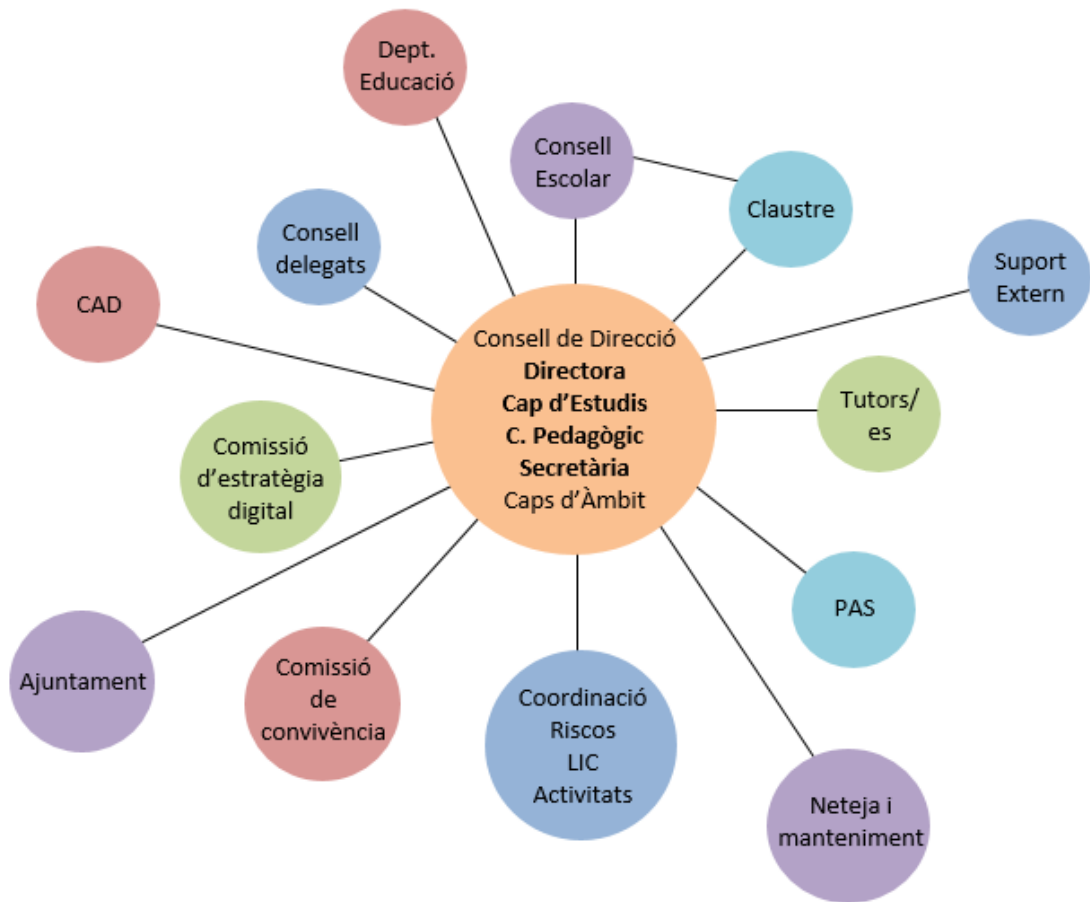 Dept.
Educació
Consell
Escolar
Claustre
Consell
delegats
Suport
Extern
CAD
Consell de Direcció
Directora
Cap d’Estudis
C. Pedagògic
Secretària
Caps d’Àmbit
Tutors/
es
Comissió
d’estratègia
digital
PAS
Ajuntament
Comissió
de
convivència
Coordinació
Riscos
LIC
Activitats
Neteja i
manteniment